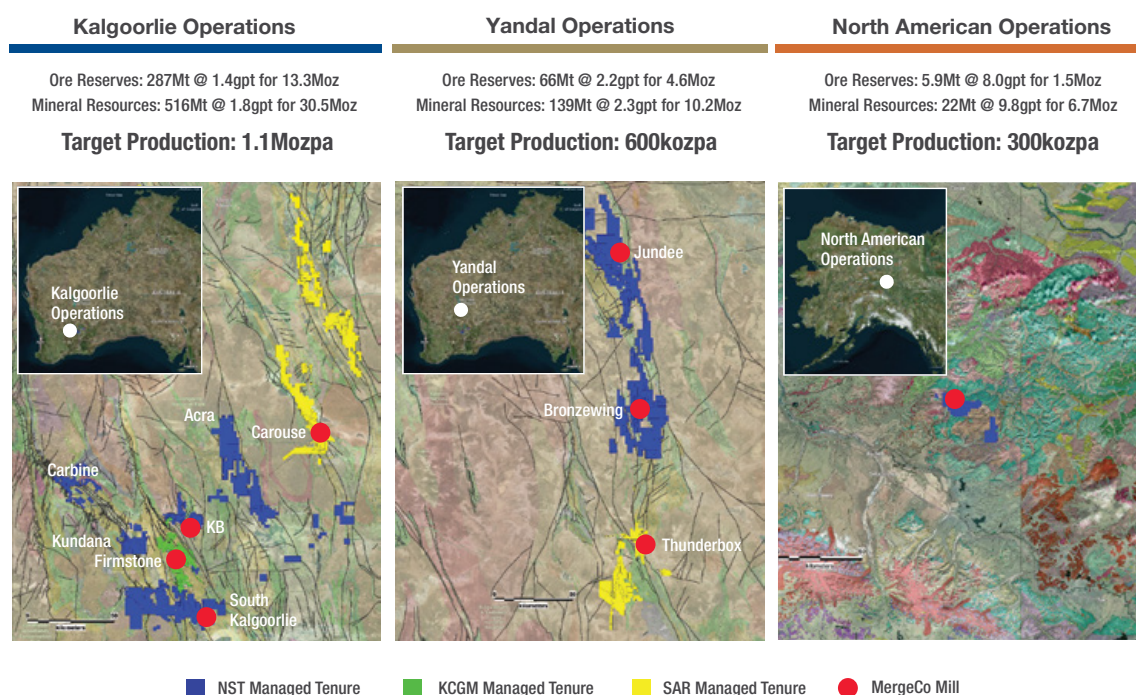 Kalgoorlie Operations
Ore Reserves: 287Mt @ 1.4gpt for 13.3Moz
Mineral Resources: 516Mt @ 1.8gpt for 30.5Moz
Target Production: 1.1Mozpa
Kalgoorlie
Operations
Acra
Carouse
Carbine
KB
Kundana
Firmstone
South
Kalgoorlie
Yandal Operations
Ore Reserves: 66Mt @ 2.2gpt for 4.6Moz
Mineral Resources: 139Mt @ 2.3gpt for 10.2Moz
Target Production: 600kozpa
Yandal
Operations
Jundee
Bronzewing
Thunderbox
North American Operations
Ore Reserves: 5.9Mt @ 8.0gpt for 1.5Moz
Mineral Resources: 22Mt @ 9.8gpt for 6.7Moz
Target Production: 300kozpa
North American
Operations
NST Managed Tenure
KCGM Managed Tenure
SAR Managed Tenure
MergeCo Mill